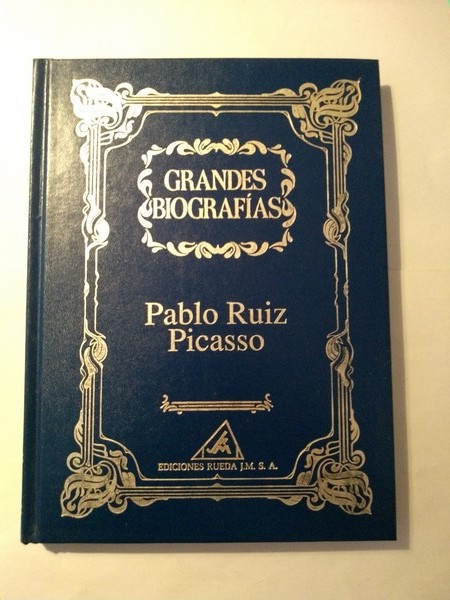 GRANDES
BIOGRAFÍAS
Pablo Ruiz
Picasso
EDICIONES RUEDA J.M. S. A.